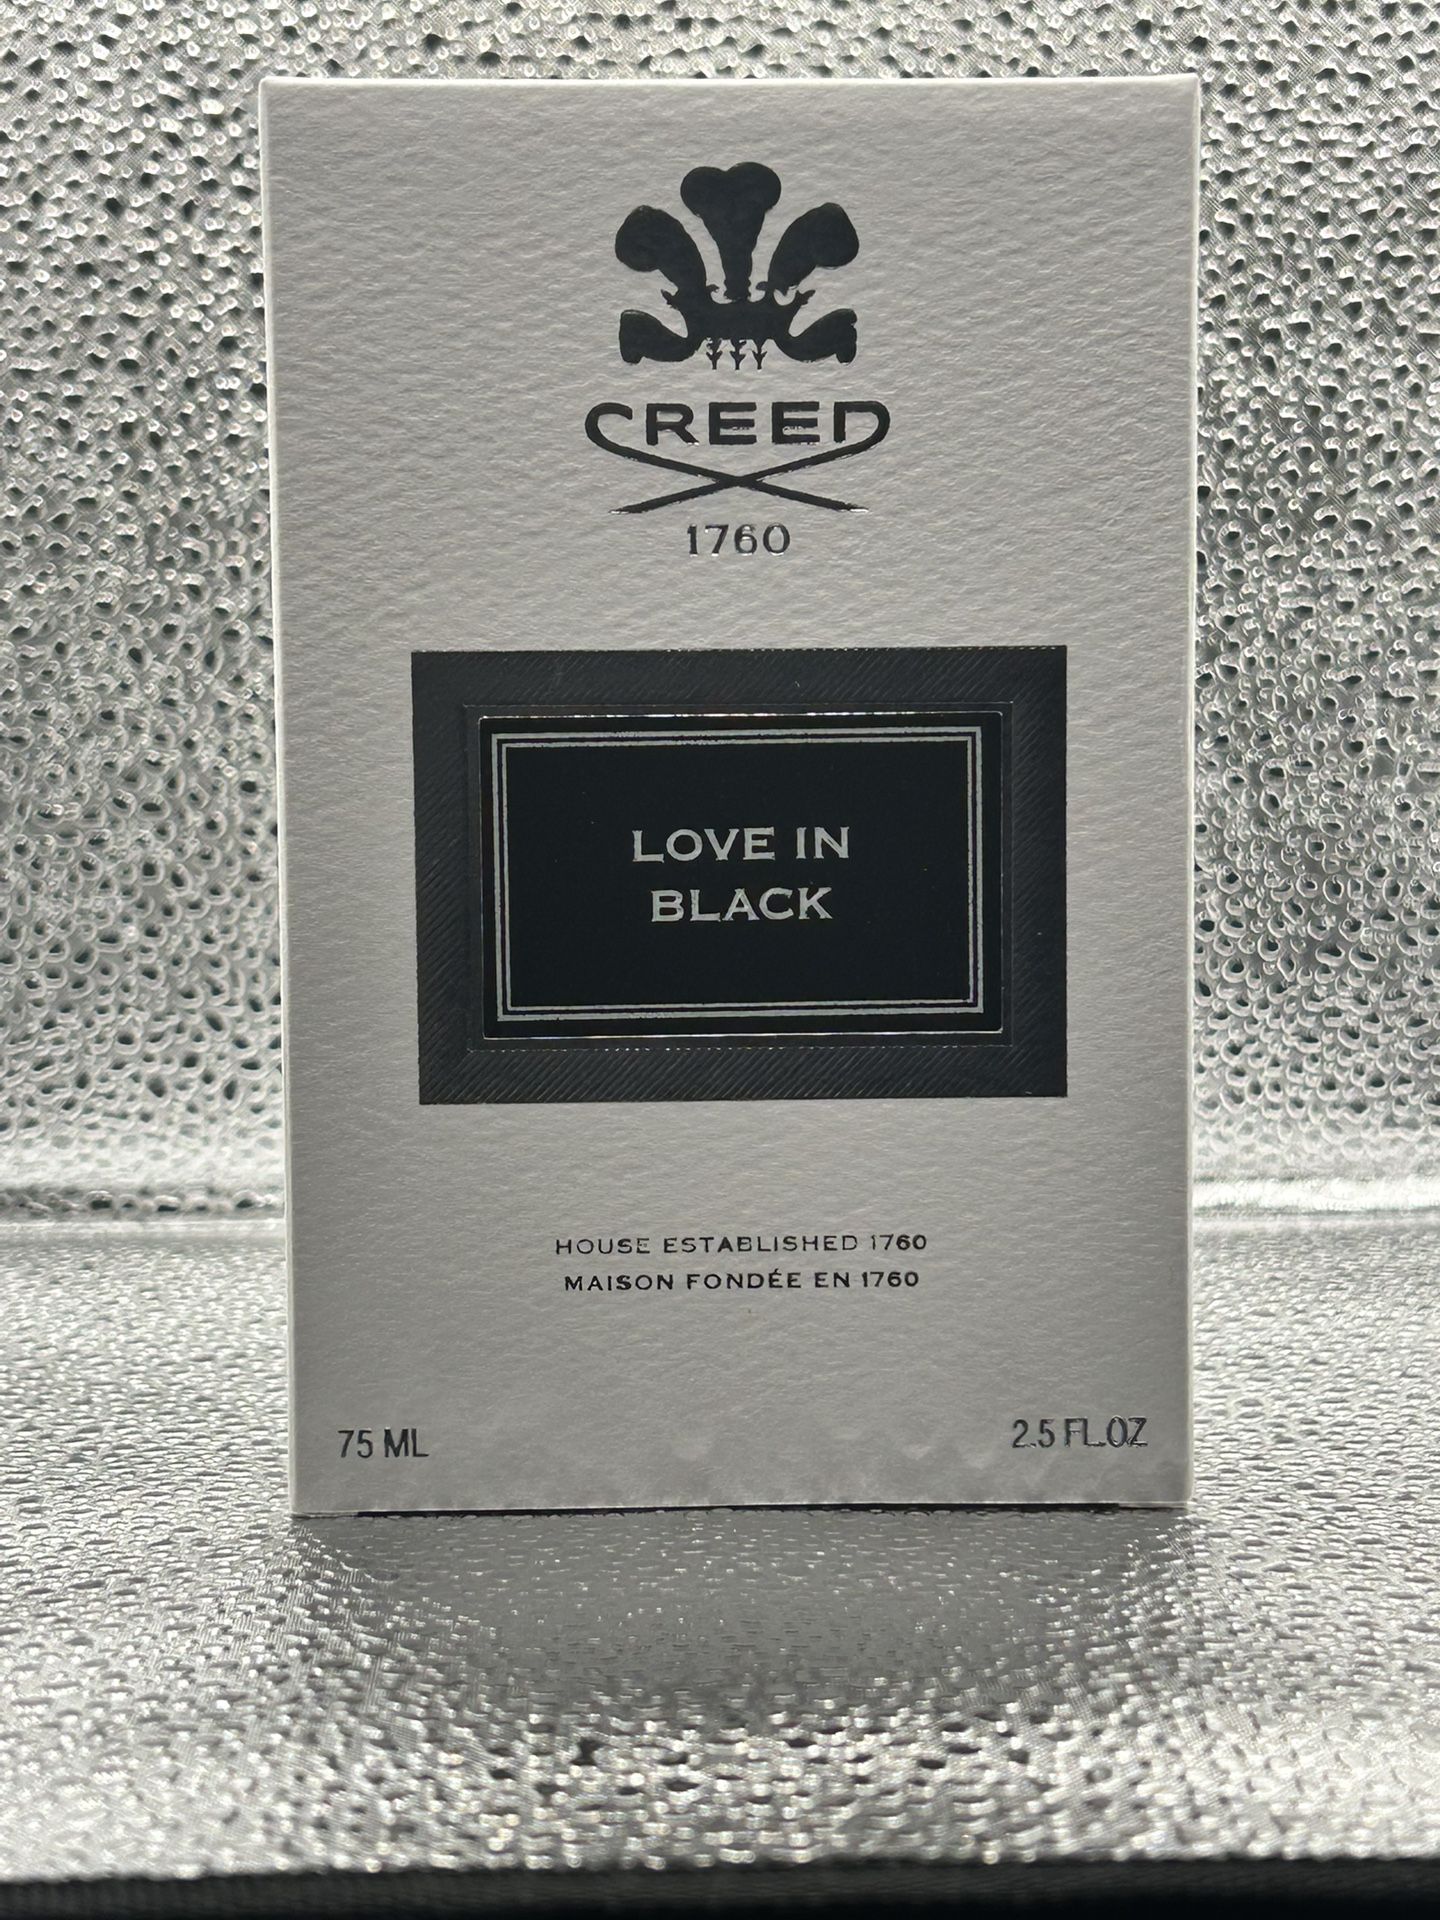 CREED
1760
LOVE IN
BLACK
HOUSE ESTABLISHED 1760
MAISON FONDÉE EN 1760
75 ML
2.5 FL.OZ